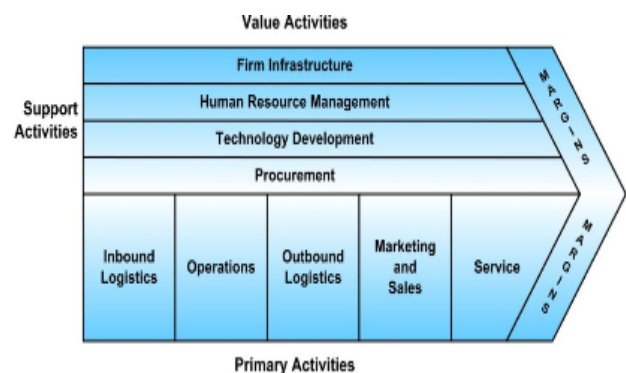 Value Activities
Firm Infrastructure
Support
Activities
Human Resource Management
Technology Development
Procurement
MARGINS
Inbound
Logistics
Operations
Outbound
Logistics
Marketing
and
Sales
Service
MARGINS
Primary Activities